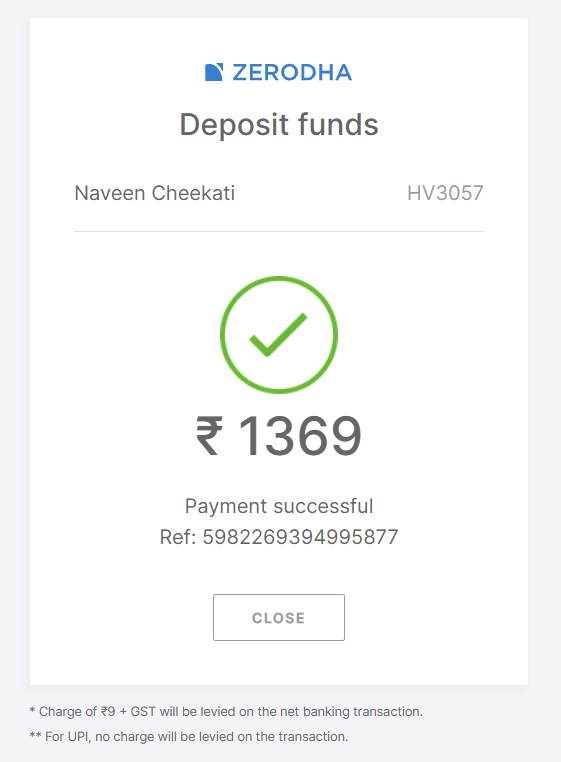 ZERODHA
Deposit funds
Naveen Cheekati HV3057
₹ 1369
Payment successful
Ref: 5982269394995877
CLOSE
* Charge of ₹9 + GST will be levied on the net banking transaction.
** For UPI, no charge will be levied on the transaction.